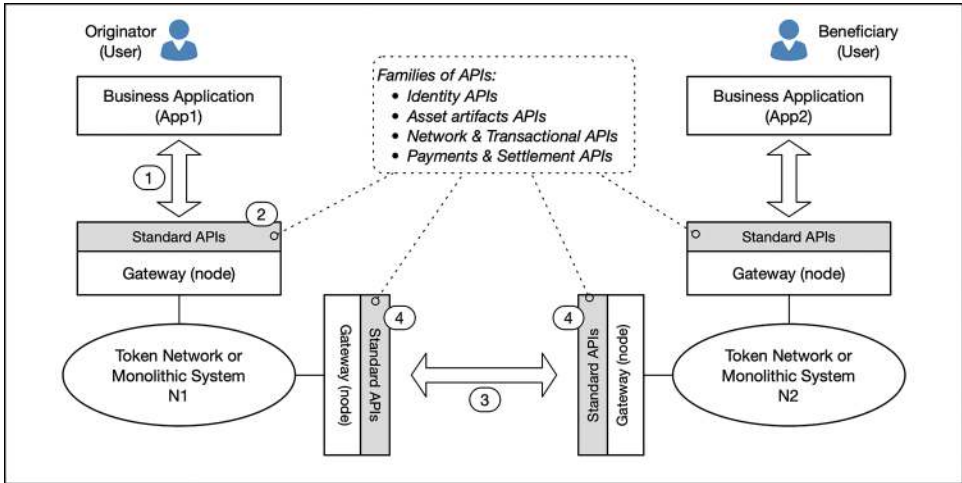 Originator
(User)
Beneficiary
(User)
Business Application
(App1)
Families of APIs:
• Identity APIs
• Asset artifacts APIs
• Network & Transactional APIs
• Payments & Settlement APIs
Business Application
(App2)
1
2
Standard APIs
Gateway (node)
Standard APIs
Gateway (node)
Token Network or
Monolithic System
N1
Gateway (node)
Standard APIs
4
3
4
Standard APIs
Gateway (node)
Token Network or
Monolithic System
N2